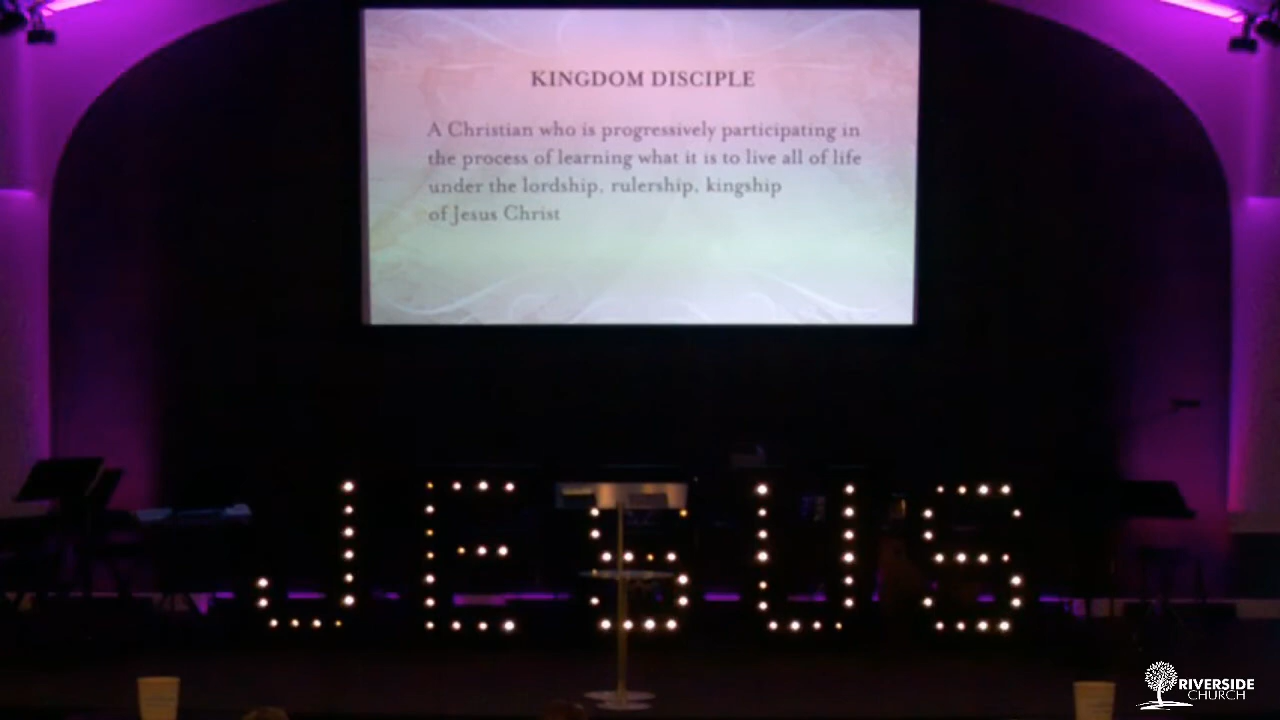 KINGDOM DISCIPLE
A Christian who is progressively participating in
the process of learning what it is to live all of life
under the lordship, rulership, kingship
of Jesus Christ
JESUS
RIVERSIDE
CHURCH